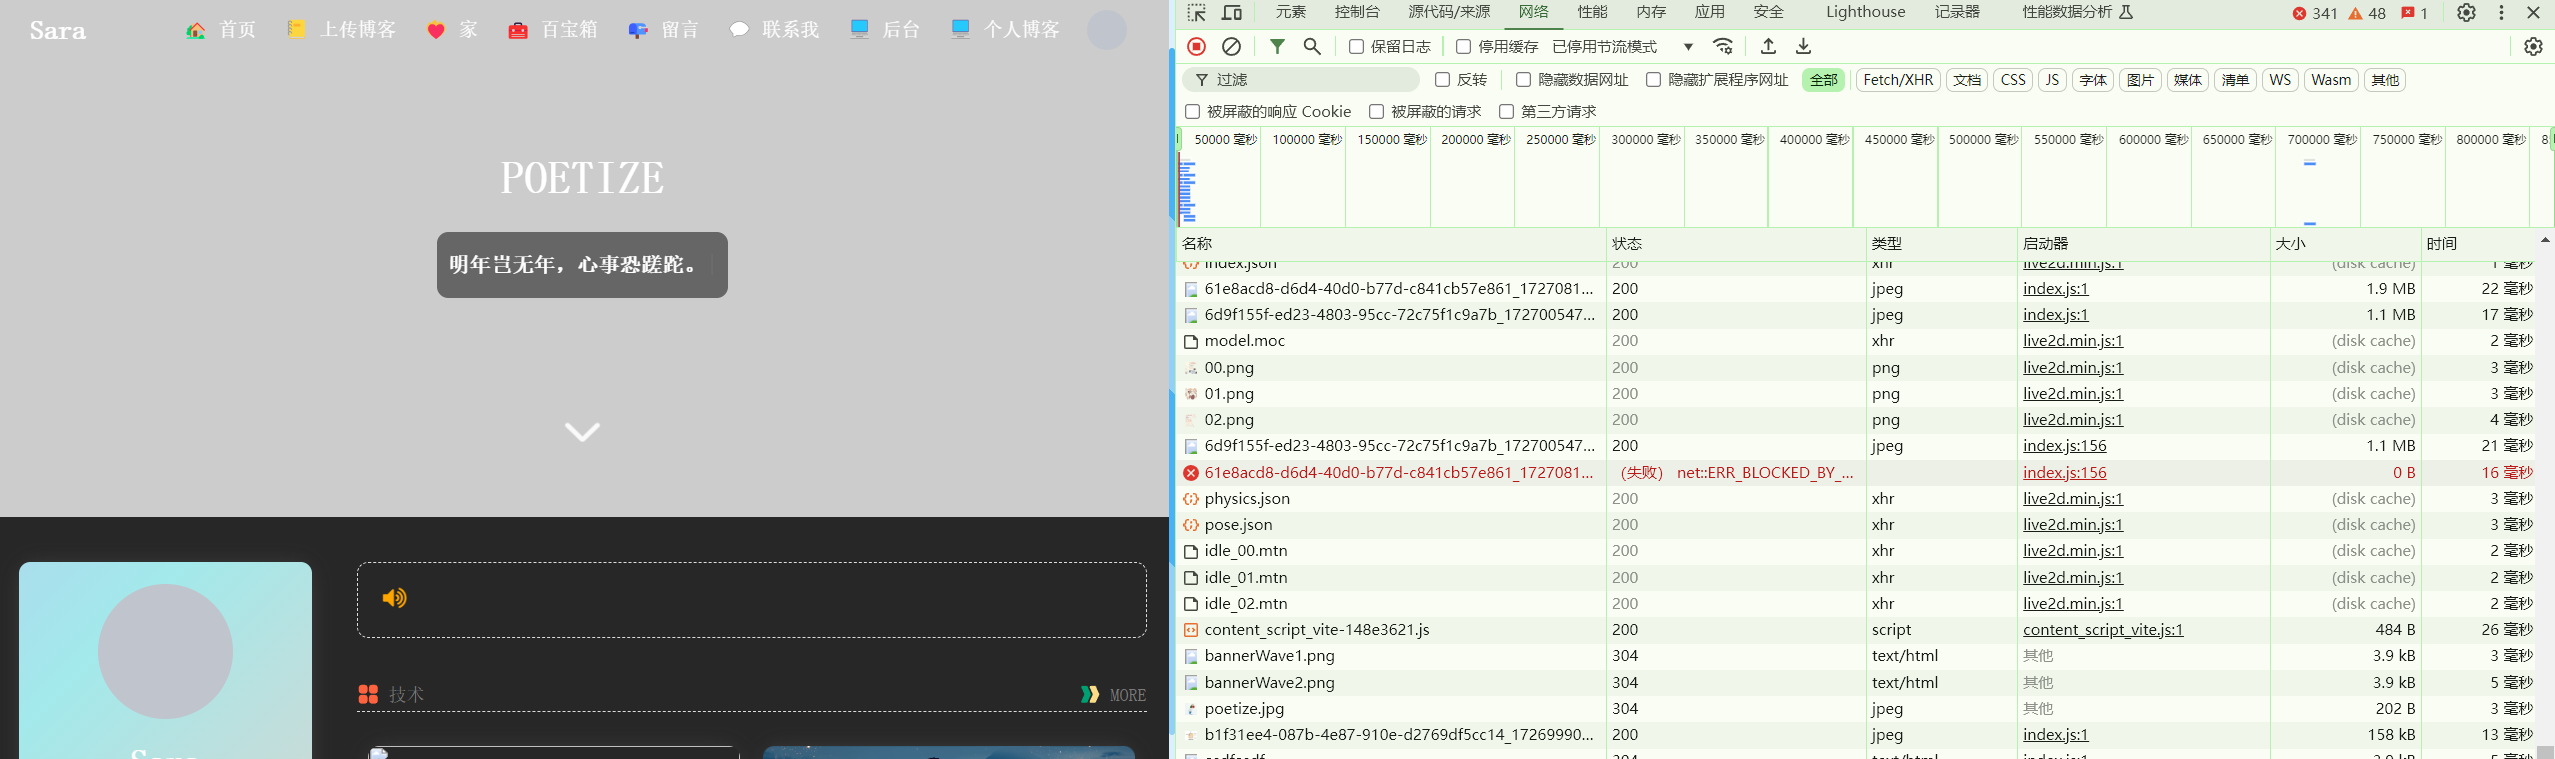 Sara
首页
上传博客
家
百宝箱
留言
联系我
后台
个人博客
POETIZE
明年岂无年，心事恐蹉跎。
技术
MORE
元素 控制台 源代码/来源 网络 性能 内存 应用 安全 Lighthouse 记录器 性能数据分析 341 48 1
保留日志 停用缓存 已停用节流模式
过滤 反转 隐藏数据网址 隐藏扩展程序网址 全部 Fetch/XHR 文档 CSS JS 字体 图片 媒体 清单 WS Wasm 其他
被屏蔽的响应 Cookie 被屏蔽的请求 第三方请求
50000 毫秒 100000 毫秒 150000 毫秒 200000 毫秒 250000 毫秒 300000 毫秒 350000 毫秒 400000 毫秒 450000 毫秒 500000 毫秒 550000 毫秒 600000 毫秒 650000 毫秒 700000 毫秒 750000 毫秒 800000 毫秒
名称 状态 类型 启动器 大小 时间
index.json 200 xhr live2d.min.js:1 (disk cache) 1 毫秒
61e8acd8-d6d4-40d0-b77d-c841cb57e861_1727081... 200 jpeg index.js:1 1.9 MB 22 毫秒
6d9f155f-ed23-4803-95cc-72c75f1c9a7b_172700547... 200 jpeg index.js:1 1.1 MB 17 毫秒
model.moc 200 xhr live2d.min.js:1 (disk cache) 2 毫秒
00.png 200 png live2d.min.js:1 (disk cache) 3 毫秒
01.png 200 png live2d.min.js:1 (disk cache) 3 毫秒
02.png 200 png live2d.min.js:1 (disk cache) 4 毫秒
6d9f155f-ed23-4803-95cc-72c75f1c9a7b_172700547... 200 jpeg index.js:156 1.1 MB 21 毫秒
61e8acd8-d6d4-40d0-b77d-c841cb57e861_1727081... （失败） net::ERR_BLOCKED_BY_... index.js:156 0 B 16 毫秒
physics.json 200 xhr live2d.min.js:1 (disk cache) 3 毫秒
pose.json 200 xhr live2d.min.js:1 (disk cache) 3 毫秒
idle_00.mtn 200 xhr live2d.min.js:1 (disk cache) 2 毫秒
idle_01.mtn 200 xhr live2d.min.js:1 (disk cache) 2 毫秒
idle_02.mtn 200 xhr live2d.min.js:1 (disk cache) 2 毫秒
content_script_vite-148e3621.js 200 script content_script_vite.js:1 484 B 26 毫秒
bannerWave1.png 304 text/html 其他 3.9 kB 3 毫秒
bannerWave2.png 304 text/html 其他 3.9 kB 5 毫秒
poetize.jpg 304 jpeg 其他 202 B 3 毫秒
b1f31ee4-087b-4e87-910e-d2769df5cc14_17269990... 200 jpeg index.js:1 158 kB 13 毫秒